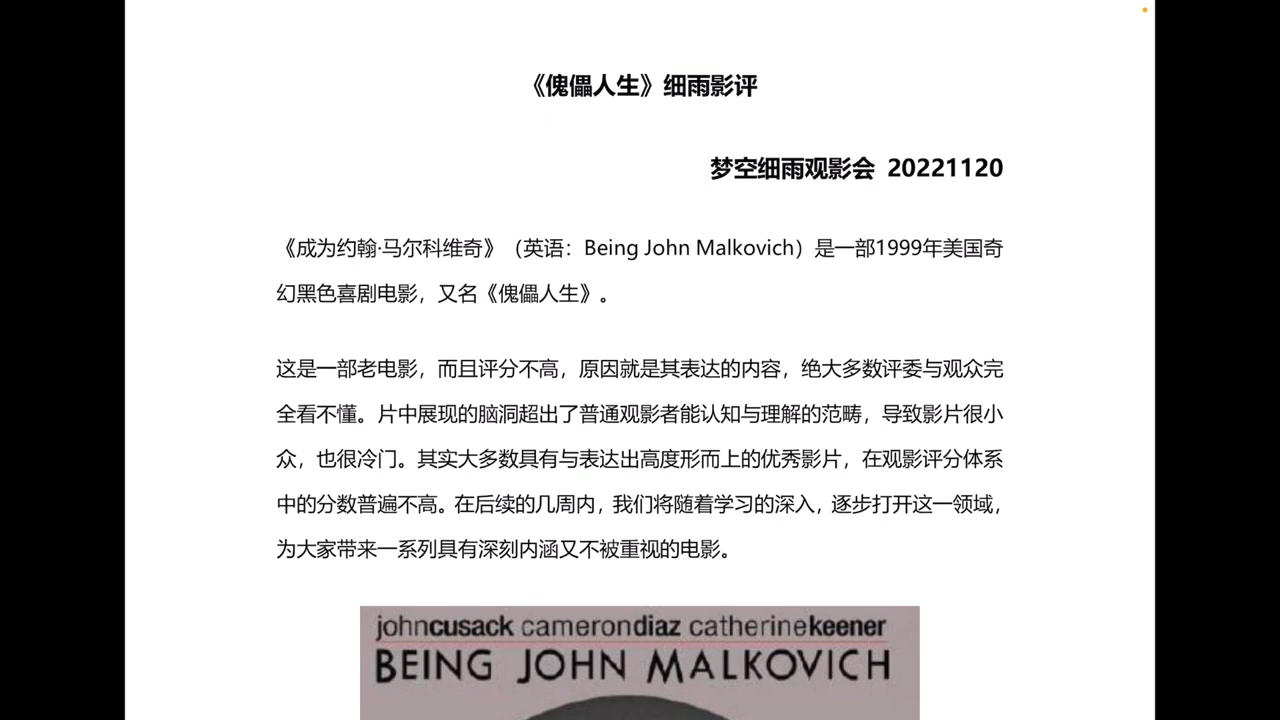 《傀儡人生》细雨影评
梦空细雨观影会 20221120
《成为约翰·马尔科维奇》（英语：Being John Malkovich）是一部1999年美国奇
幻黑色喜剧电影，又名《傀儡人生》。
这是一部老电影，而且评分不高，原因就是其表达的内容，绝大多数评委与观众完
全看不懂。片中展现的脑洞超出了普通观影者能认知与理解的范畴，导致影片很小
众，也很冷门。其实大多数具有与表达出高度形而上的优秀影片，在观影评分体系
中的分数普遍不高。在后续的几周内，我们将随着学习的深入，逐步打开这一领域，
为大家带来一系列具有深刻内涵又不被重视的电影。
johncusack camerondiaz catherinekeener
BEING JOHN MALKOVICH